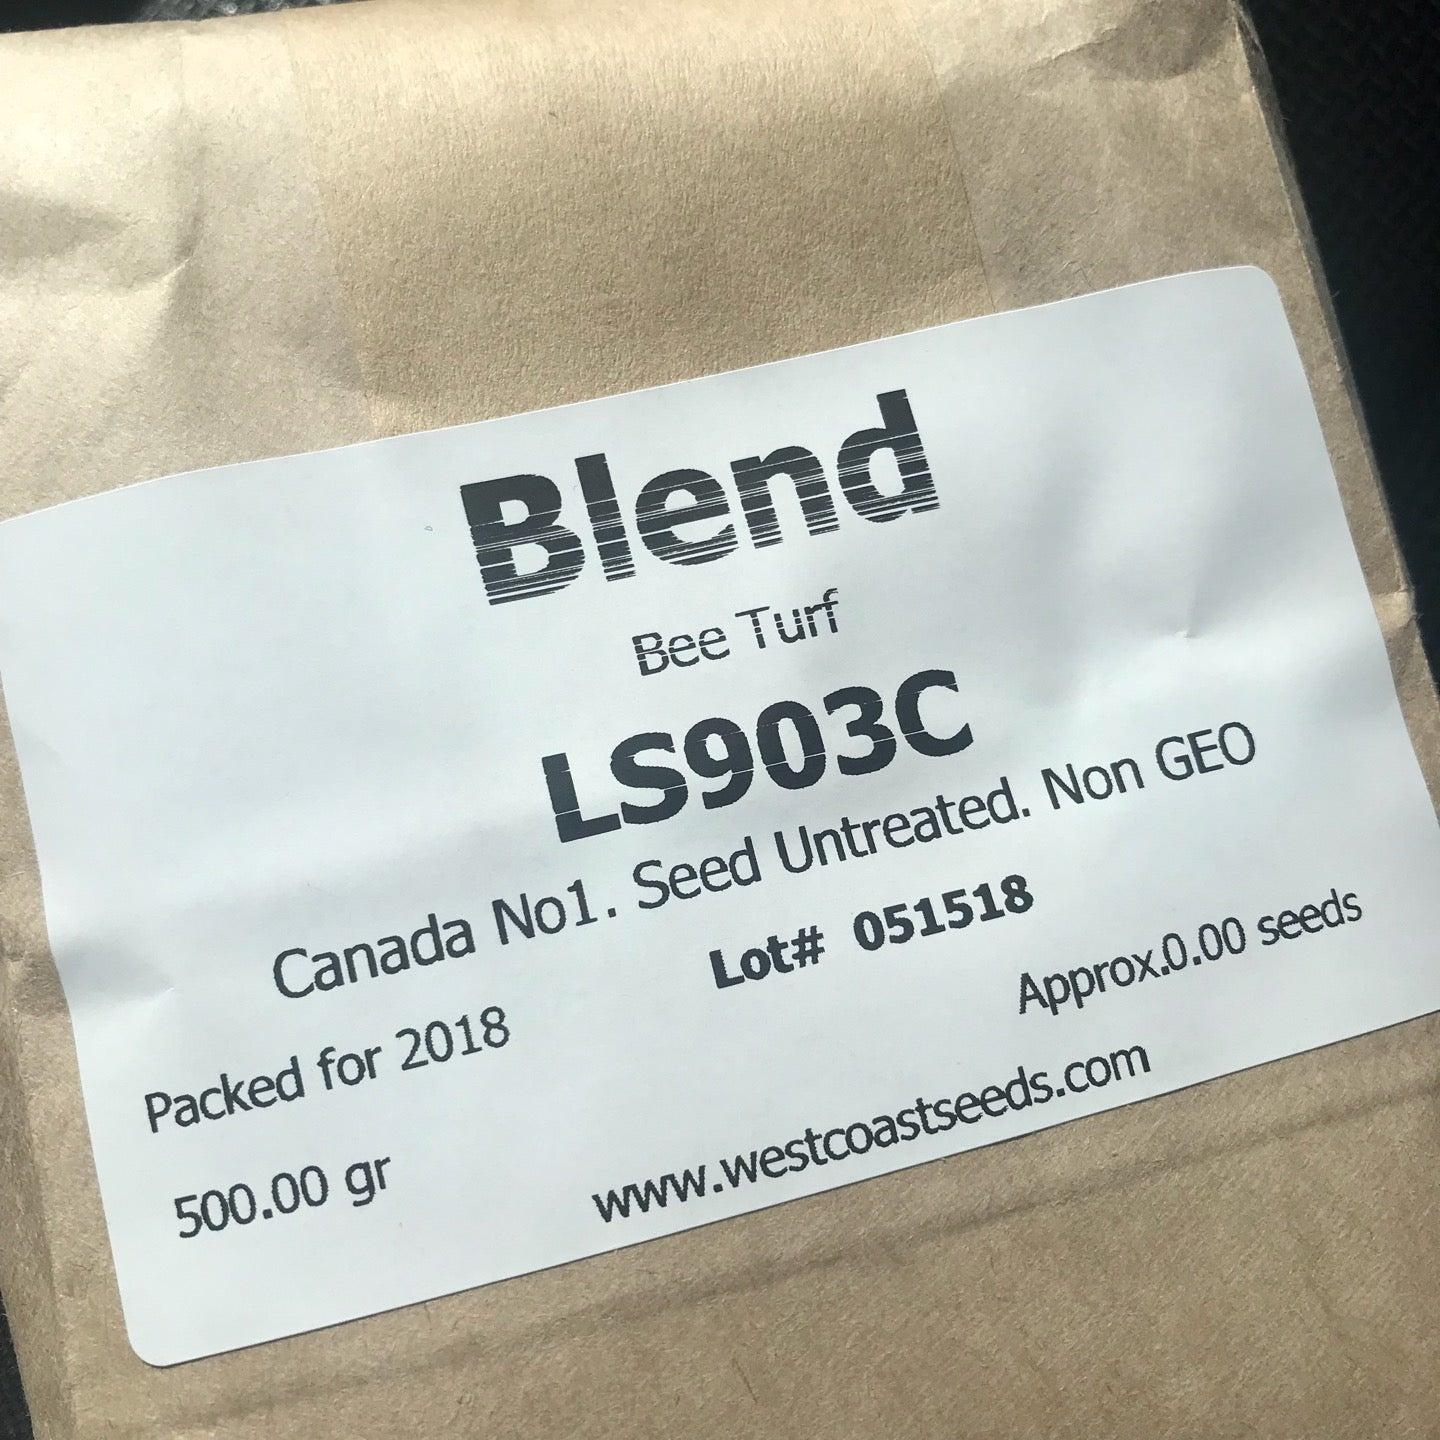 Blend
Bee Turf
LS903C
Canada No1. Seed Untreated. Non GEO
Lot# 051518
Packed for 2018
Approx.0.00 seeds
500.00 gr
www.westcoastseeds.com